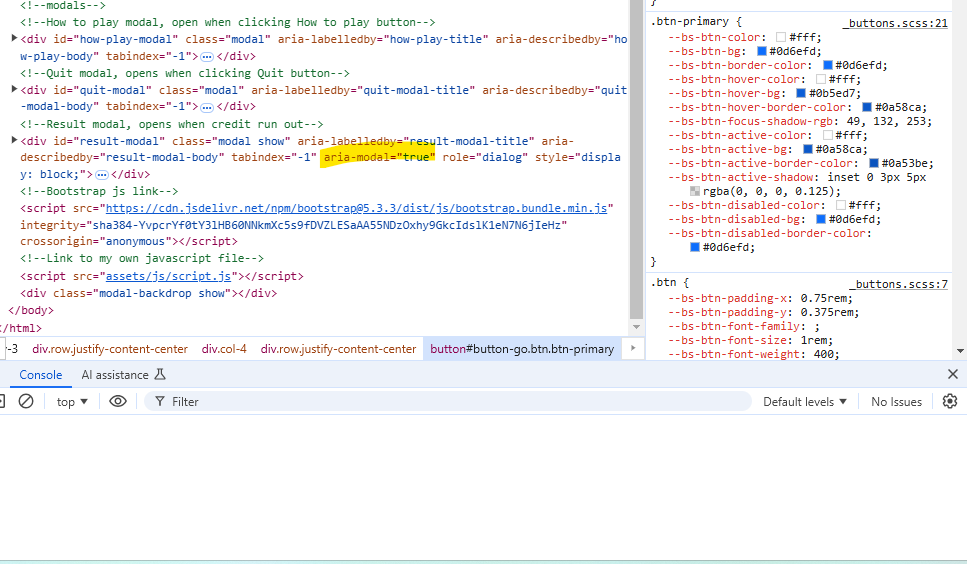 <!--modals-->
<!--How to play modal, open when clicking How to play button-->
<div id="how-play-modal" class="modal" aria-labelledby="how-play-title" aria-describedby="ho
w-play-body" tabindex="-1">…</div>
<!--Quit modal, opens when clicking Quit button-->
<div id="quit-modal" class="modal" aria-labelledby="quit-modal-title" aria-describedby="quit
-modal-body" tabindex="-1">…</div>
<!--Result modal, opens when credit run out-->
<div id="result-modal" class="modal show" aria-labelledby="result-modal-title" aria-
describedby="result-modal-body" tabindex="-1" aria-modal="true" role="dialog" style="displa
y: block;">…</div>
<!--Bootstrap js link-->
<script src="https://cdn.jsdelivr.net/npm/bootstrap@5.3.3/dist/js/bootstrap.bundle.min.js"
integrity="sha384-YvpcrYf0tY3lHB60NNkmXc5s9fDVZLESaAA55NDzOxhy9GkcIdslK1eN7N6jIeHz"
crossorigin="anonymous"></script>
<!--Link to my own javascript file-->
<script src="assets/js/script.js"></script>
<div class="modal-backdrop show"></div>
</body>
</html>
}
.btn-primary { _buttons.scss:21
--bs-btn-color: #fff;
--bs-btn-bg: #0d6efd;
--bs-btn-border-color: #0d6efd;
--bs-btn-hover-color: #fff;
--bs-btn-hover-bg: #0b5ed7;
--bs-btn-hover-border-color: #0a58ca;
--bs-btn-focus-shadow-rgb: 49, 132, 253;
--bs-btn-active-color: #fff;
--bs-btn-active-bg: #0a58ca;
--bs-btn-active-border-color: #0a53be;
--bs-btn-active-shadow: inset 0 3px 5px
rgba(0, 0, 0, 0.125);
--bs-btn-disabled-color: #fff;
--bs-btn-disabled-bg: #0d6efd;
--bs-btn-disabled-border-color:
#0d6efd;
}
.btn { _buttons.scss:7
--bs-btn-padding-x: 0.75rem;
--bs-btn-padding-y: 0.375rem;
--bs-btn-font-family: ;
--bs-btn-font-size: 1rem;
--bs-btn-font-weight: 400;
-3 div.row.justify-content-center div.col-4 div.row.justify-content-center button#button-go.btn.btn-primary
Console AI assistance
top Filter Default levels No Issues